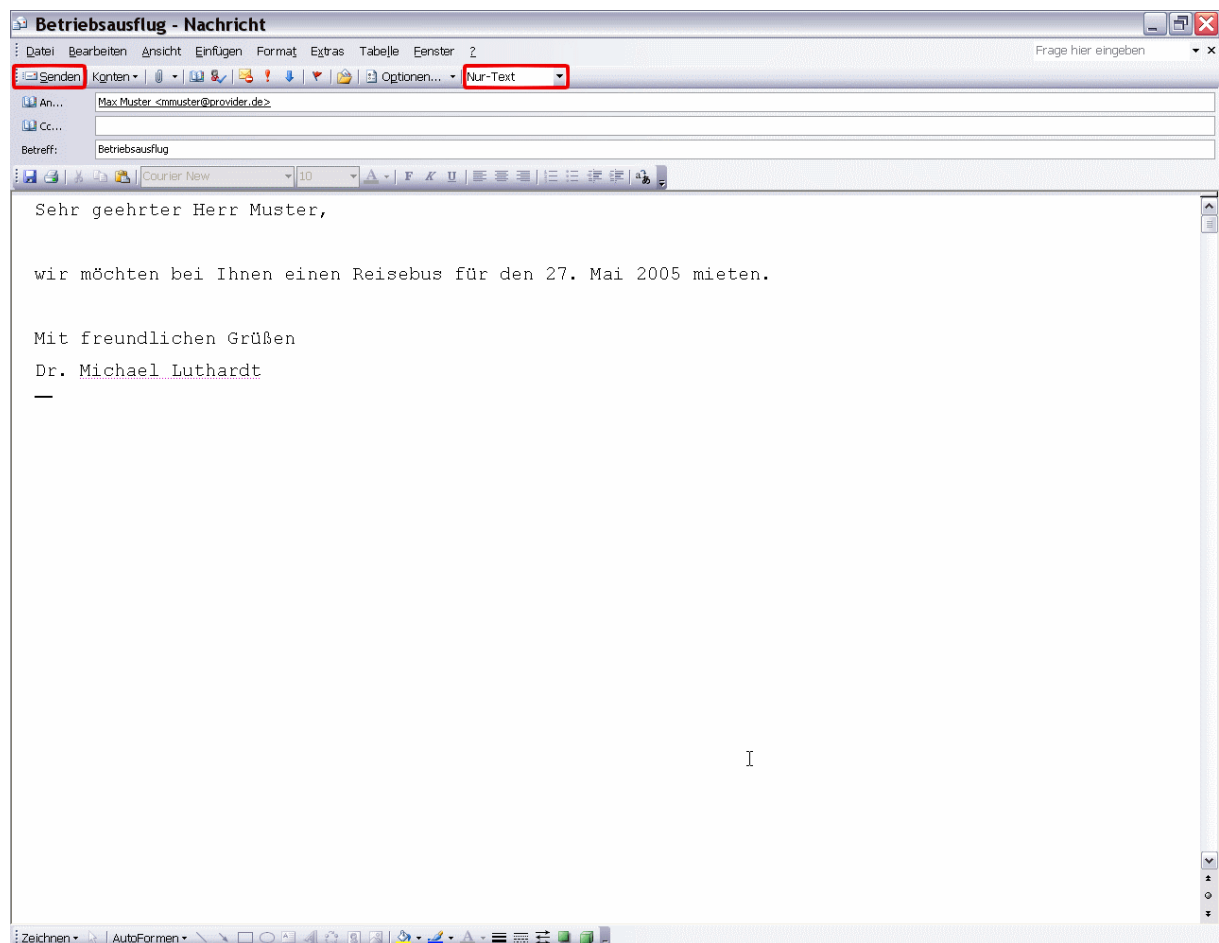 Betriebsausflug - Nachricht
Datei Bearbeiten Ansicht Einfügen Format Extras Tabelle Fenster ? Frage hier eingeben
Senden Konten Optionen... Nur-Text
An... Max Muster <mmuster@provider.de>
Cc...
Betreff: Betriebsausflug
Courier New 10 A F K U
Sehr geehrter Herr Muster,
wir möchten bei Ihnen einen Reisebus für den 27. Mai 2005 mieten.
Mit freundlichen Grüßen
Dr. Michael Luthardt
Zeichnen AutoFormen A